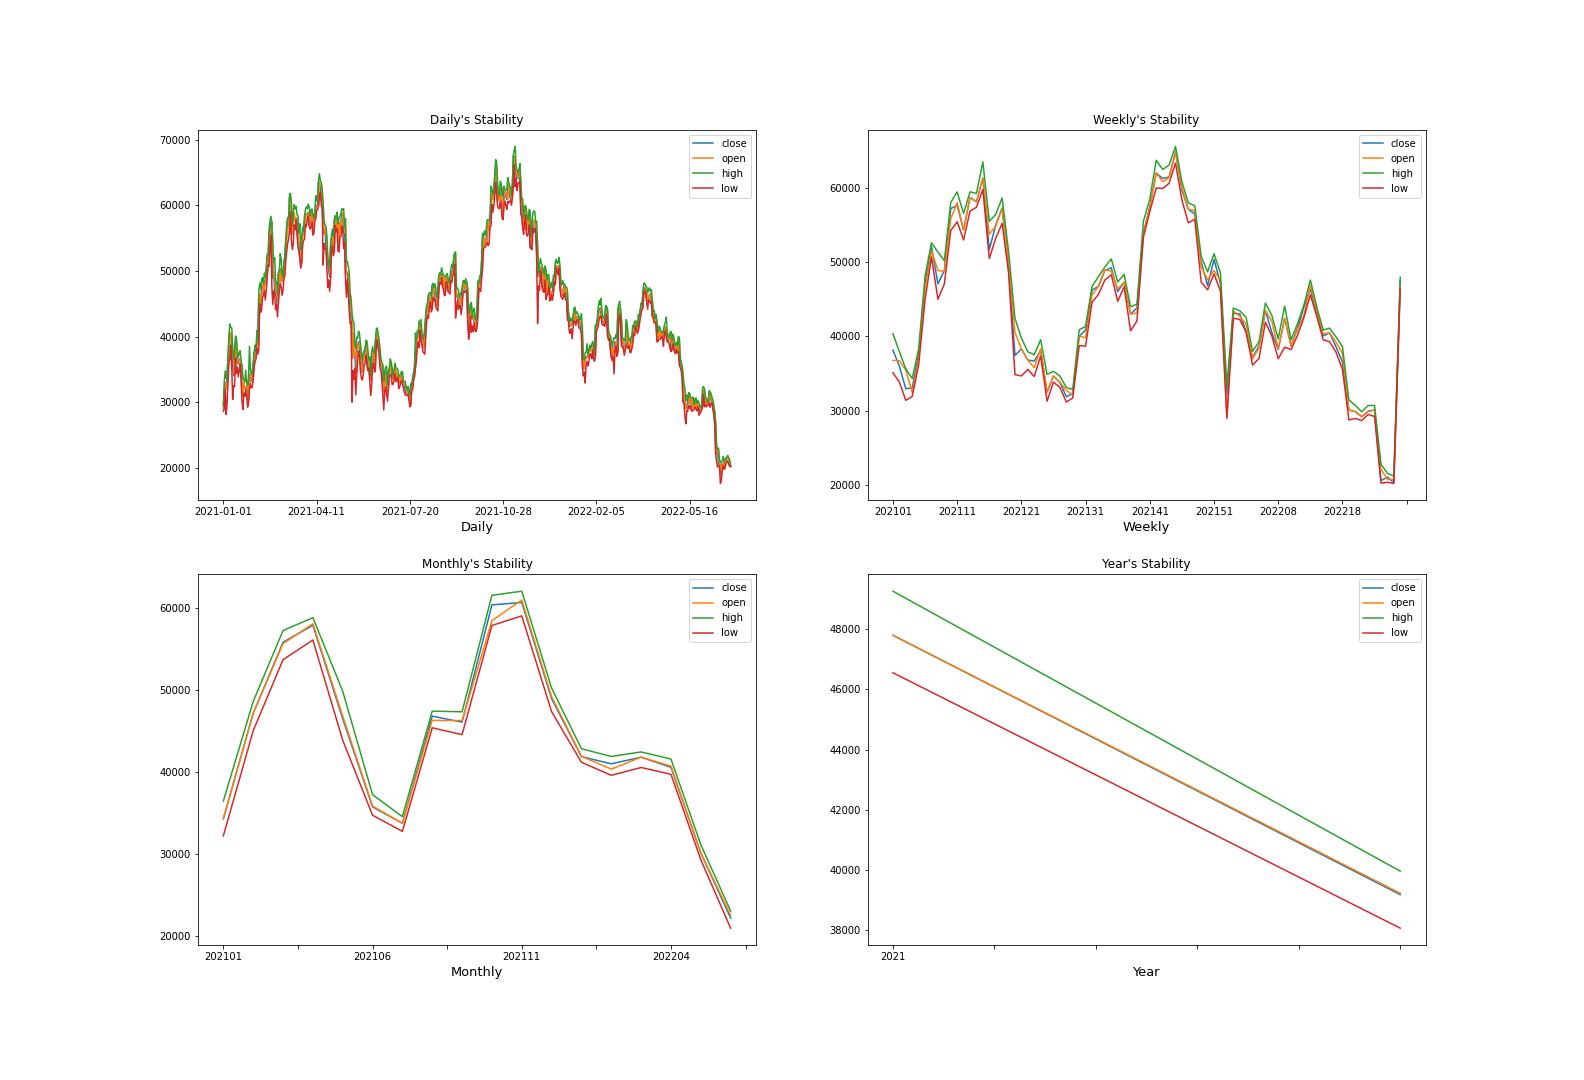 Daily's Stability
70000
60000
50000
40000
30000
20000
close
open
high
low
2021-01-01 2021-04-11 2021-07-20 2021-10-28 2022-02-05 2022-05-16
Daily
Weekly's Stability
60000
50000
40000
30000
20000
close
open
high
low
202101 202111 202121 202131 202141 202151 202208 202218
Weekly
Monthly's Stability
60000
50000
40000
30000
20000
close
open
high
low
202101 202106 202111 202204
Monthly
Year's Stability
48000
46000
44000
42000
40000
38000
close
open
high
low
2021
Year